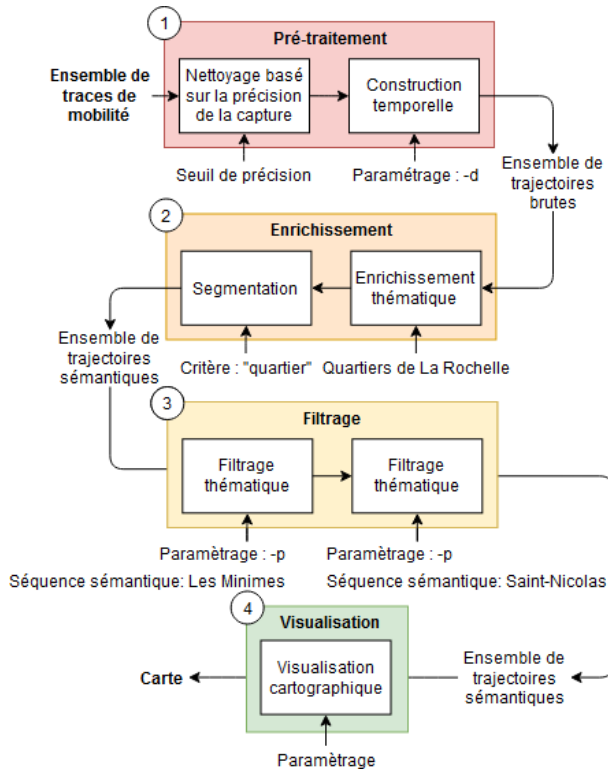 1
Pré-traitement
Ensemble de
traces de
mobilité
Nettoyage basé
sur la précision
de la capture
Construction
temporelle
Seuil de précision
Paramétrage : -d
Ensemble de
trajectoires
brutes
2
Enrichissement
Segmentation
Enrichissement
thématique
Critère : "quartier"
Quartiers de La Rochelle
Ensemble de
trajectoires
sémantiques
3
Filtrage
Filtrage
thématique
Filtrage
thématique
Paramètrage : -p
Paramètrage : -p
Séquence sémantique: Les Minimes
Séquence sémantique: Saint-Nicolas
4
Visualisation
Carte
Visualisation
cartographique
Ensemble de
trajectoires
sémantiques
Paramètrage